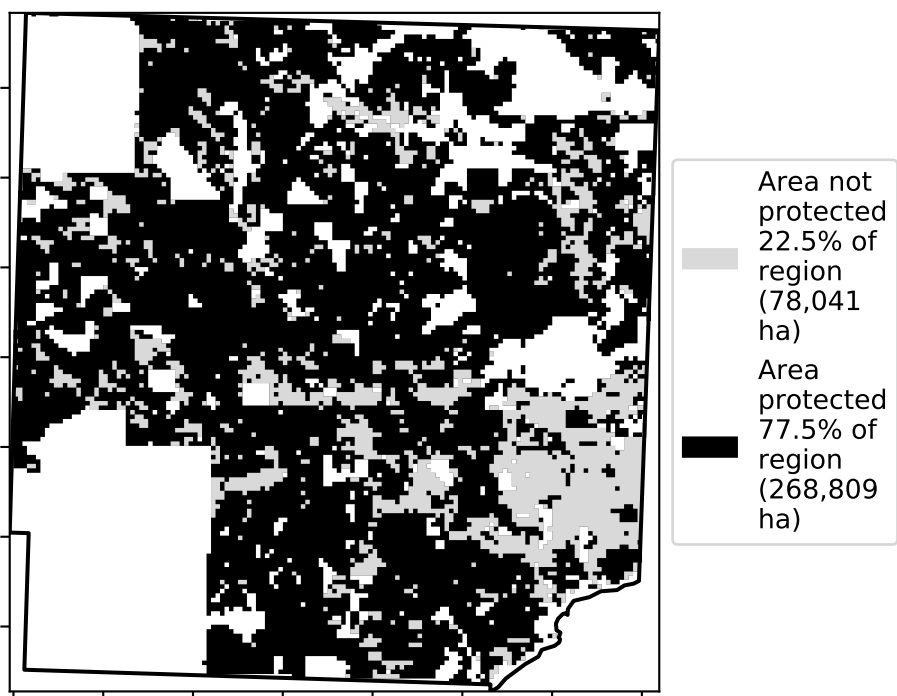 Area not
protected
22.5% of
region
(78,041
ha)
Area
protected
77.5% of
region
(268,809
ha)